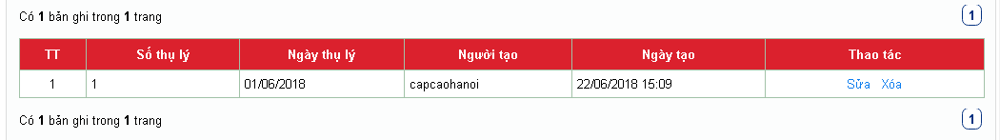 Có 1 bản ghi trong 1 trang 1
TT Số thụ lý Ngày thụ lý Người tạo Ngày tạo Thao tác
1 1 01/06/2018 capcaohanoi 22/06/2018 15:09 Sửa Xóa
Có 1 bản ghi trong 1 trang 1